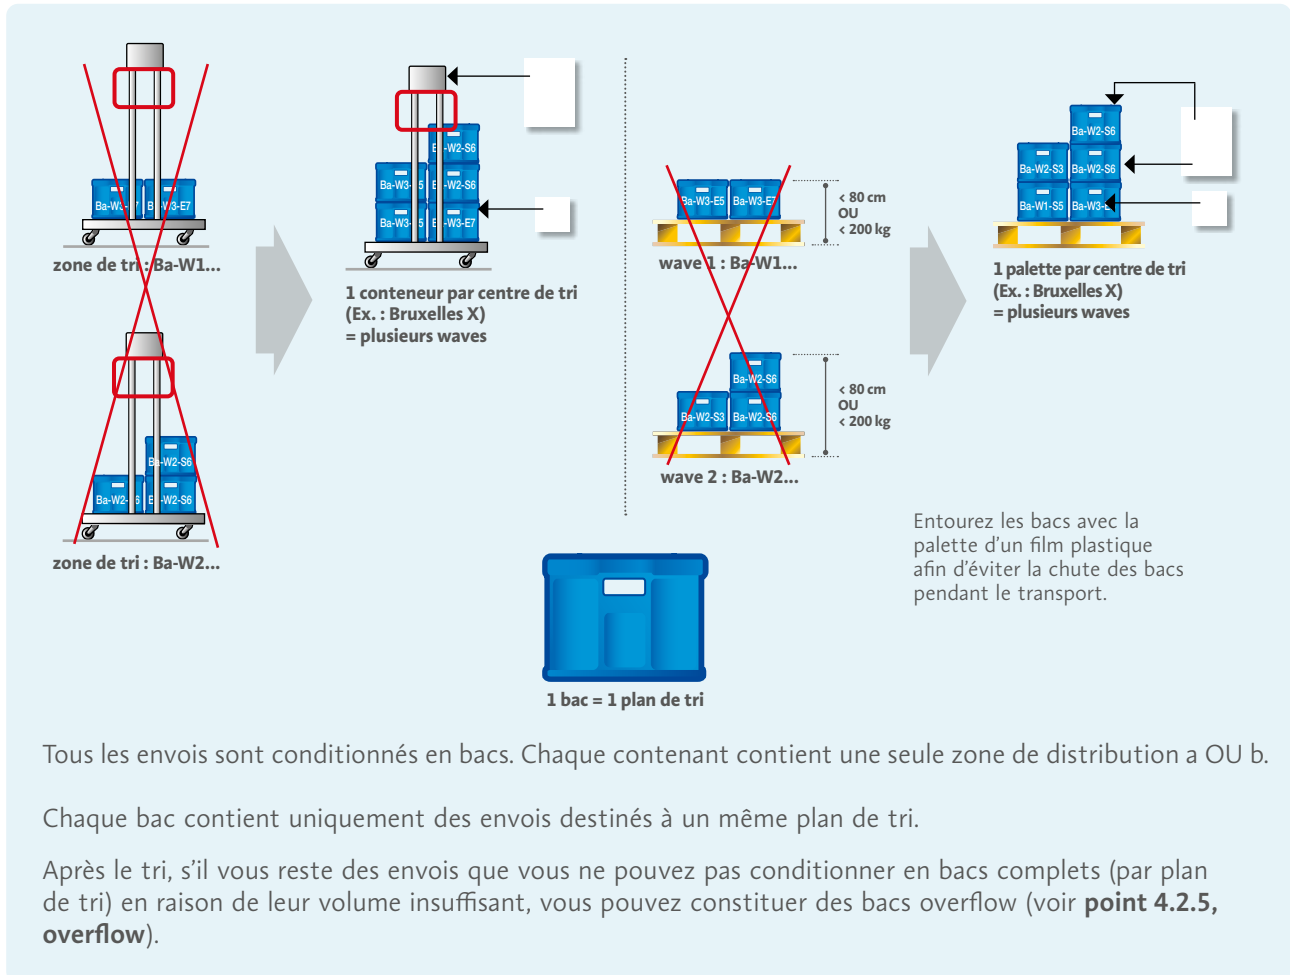 Ba-W3-E7
zone de tri : Ba-W1...
Ba-W2-S6
Ba-W2-S6
zone de tri : Ba-W2...
Ba-W2-S6
Ba-W3- 5 Ba-W2-S6
W3-E7
1 conteneur par centre de tri
(Ex. : Bruxelles X)
= plusieurs waves
Ba-W3-E5 Ba-W3-E7
< 80 cm
OU
< 200 kg
wave 1 : Ba-W1...
Ba-W2-S6
Ba-W2-S3 Ba-W2-S6
< 80 cm
OU
< 200 kg
wave 2 : Ba-W2...
Ba-W2-S6
Ba-W2-S3 Ba-W2-S6
Ba-W1-S5 Ba-W3-E
1 palette par centre de tri
(Ex. : Bruxelles X)
= plusieurs waves
Entourez les bacs avec la
palette d'un film plastique
afin d'éviter la chute des bacs
pendant le transport.
1 bac = 1 plan de tri
Tous les envois sont conditionnés en bacs. Chaque contenant contient une seule zone de distribution a OU b.
Chaque bac contient uniquement des envois destinés à un même plan de tri.
Après le tri, s'il vous reste des envois que vous ne pouvez pas conditionner en bacs complets (par plan
de tri) en raison de leur volume insuffisant, vous pouvez constituer des bacs overflow (voir point 4.2.5,
overflow).